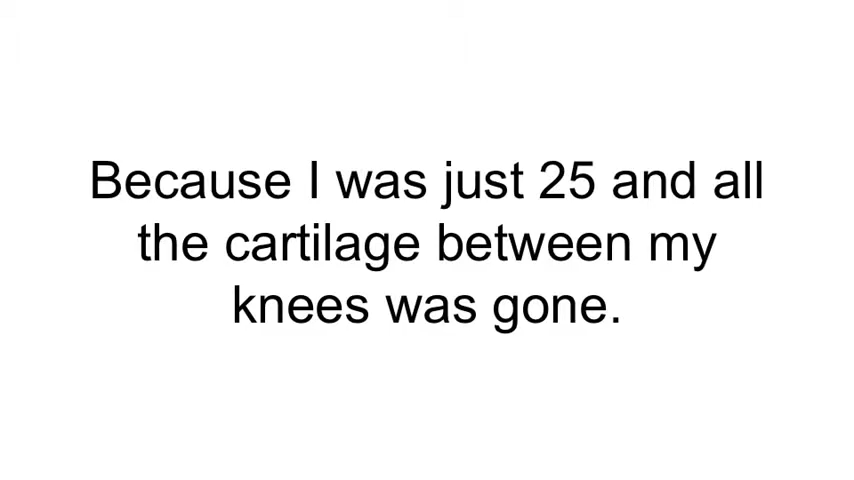 Because I was just 25 and all
the cartilage between my
knees was gone.